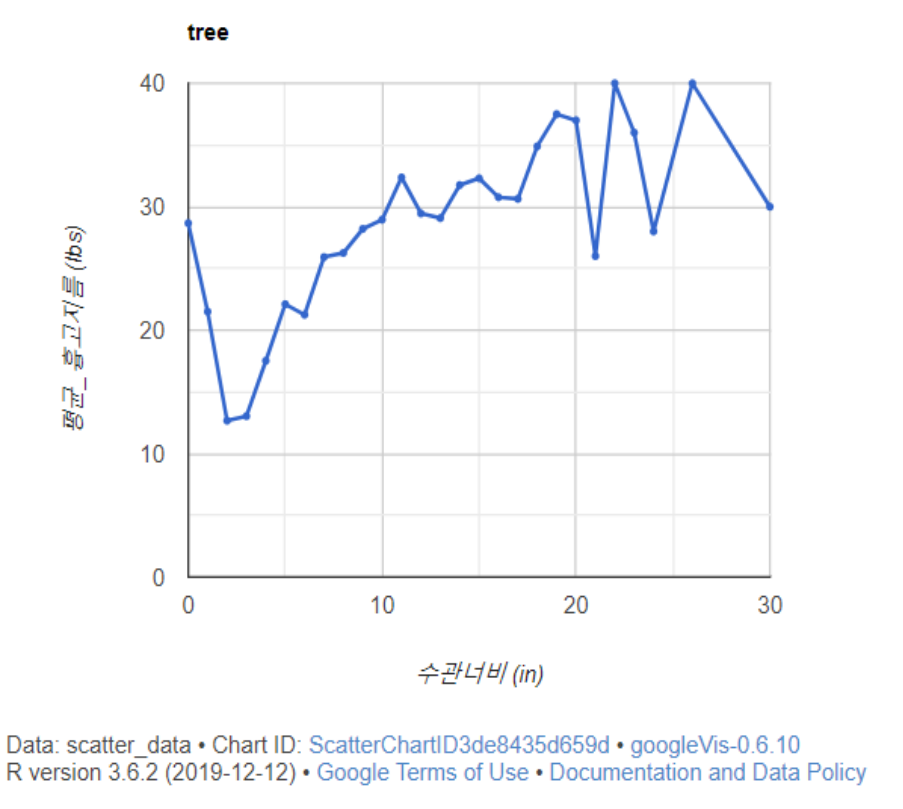 tree
40
30
20
10
0
평균_흉고지름 (lbs)
0 10 20 30
수관너비 (in)
Data: scatter_data • Chart ID: ScatterChartID3de8435d659d • googleVis-0.6.10
R version 3.6.2 (2019-12-12) • Google Terms of Use • Documentation and Data Policy